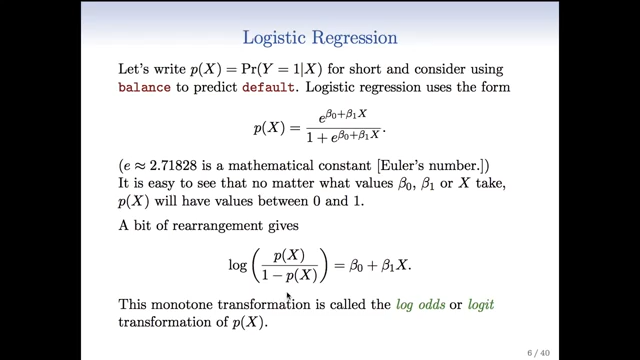 Logistic Regression
Let's write p(X) = Pr(Y = 1|X) for short and consider using
balance to predict default. Logistic regression uses the form
p(X) = e^{β₀+β₁X} / (1 + e^{β₀+β₁X}).
(e ≈ 2.71828 is a mathematical constant [Euler's number.])
It is easy to see that no matter what values β₀, β₁ or X take,
p(X) will have values between 0 and 1.
A bit of rearrangement gives
log ( p(X) / (1 − p(X)) ) = β₀ + β₁X.
This monotone transformation is called the log odds or logit
transformation of p(X).
6 / 40